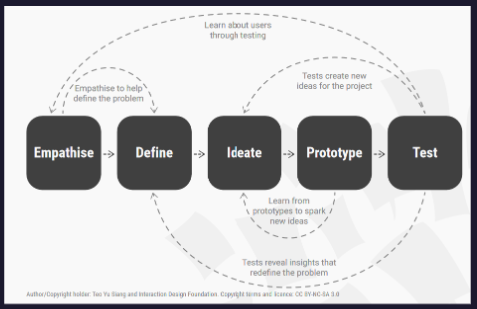 Learn about users
through testing
Empathise to help
define the problem
Tests create new
ideas for the project
Empathise
Define
Ideate
Prototype
Test
Learn from
prototypes to spark
new ideas
Tests reveal insights that
redefine the problem
Author/Copyright holder: Teo Yu Siang and Interaction Design Foundation. Copyright terms and licence: CC BY-NC-SA 3.0